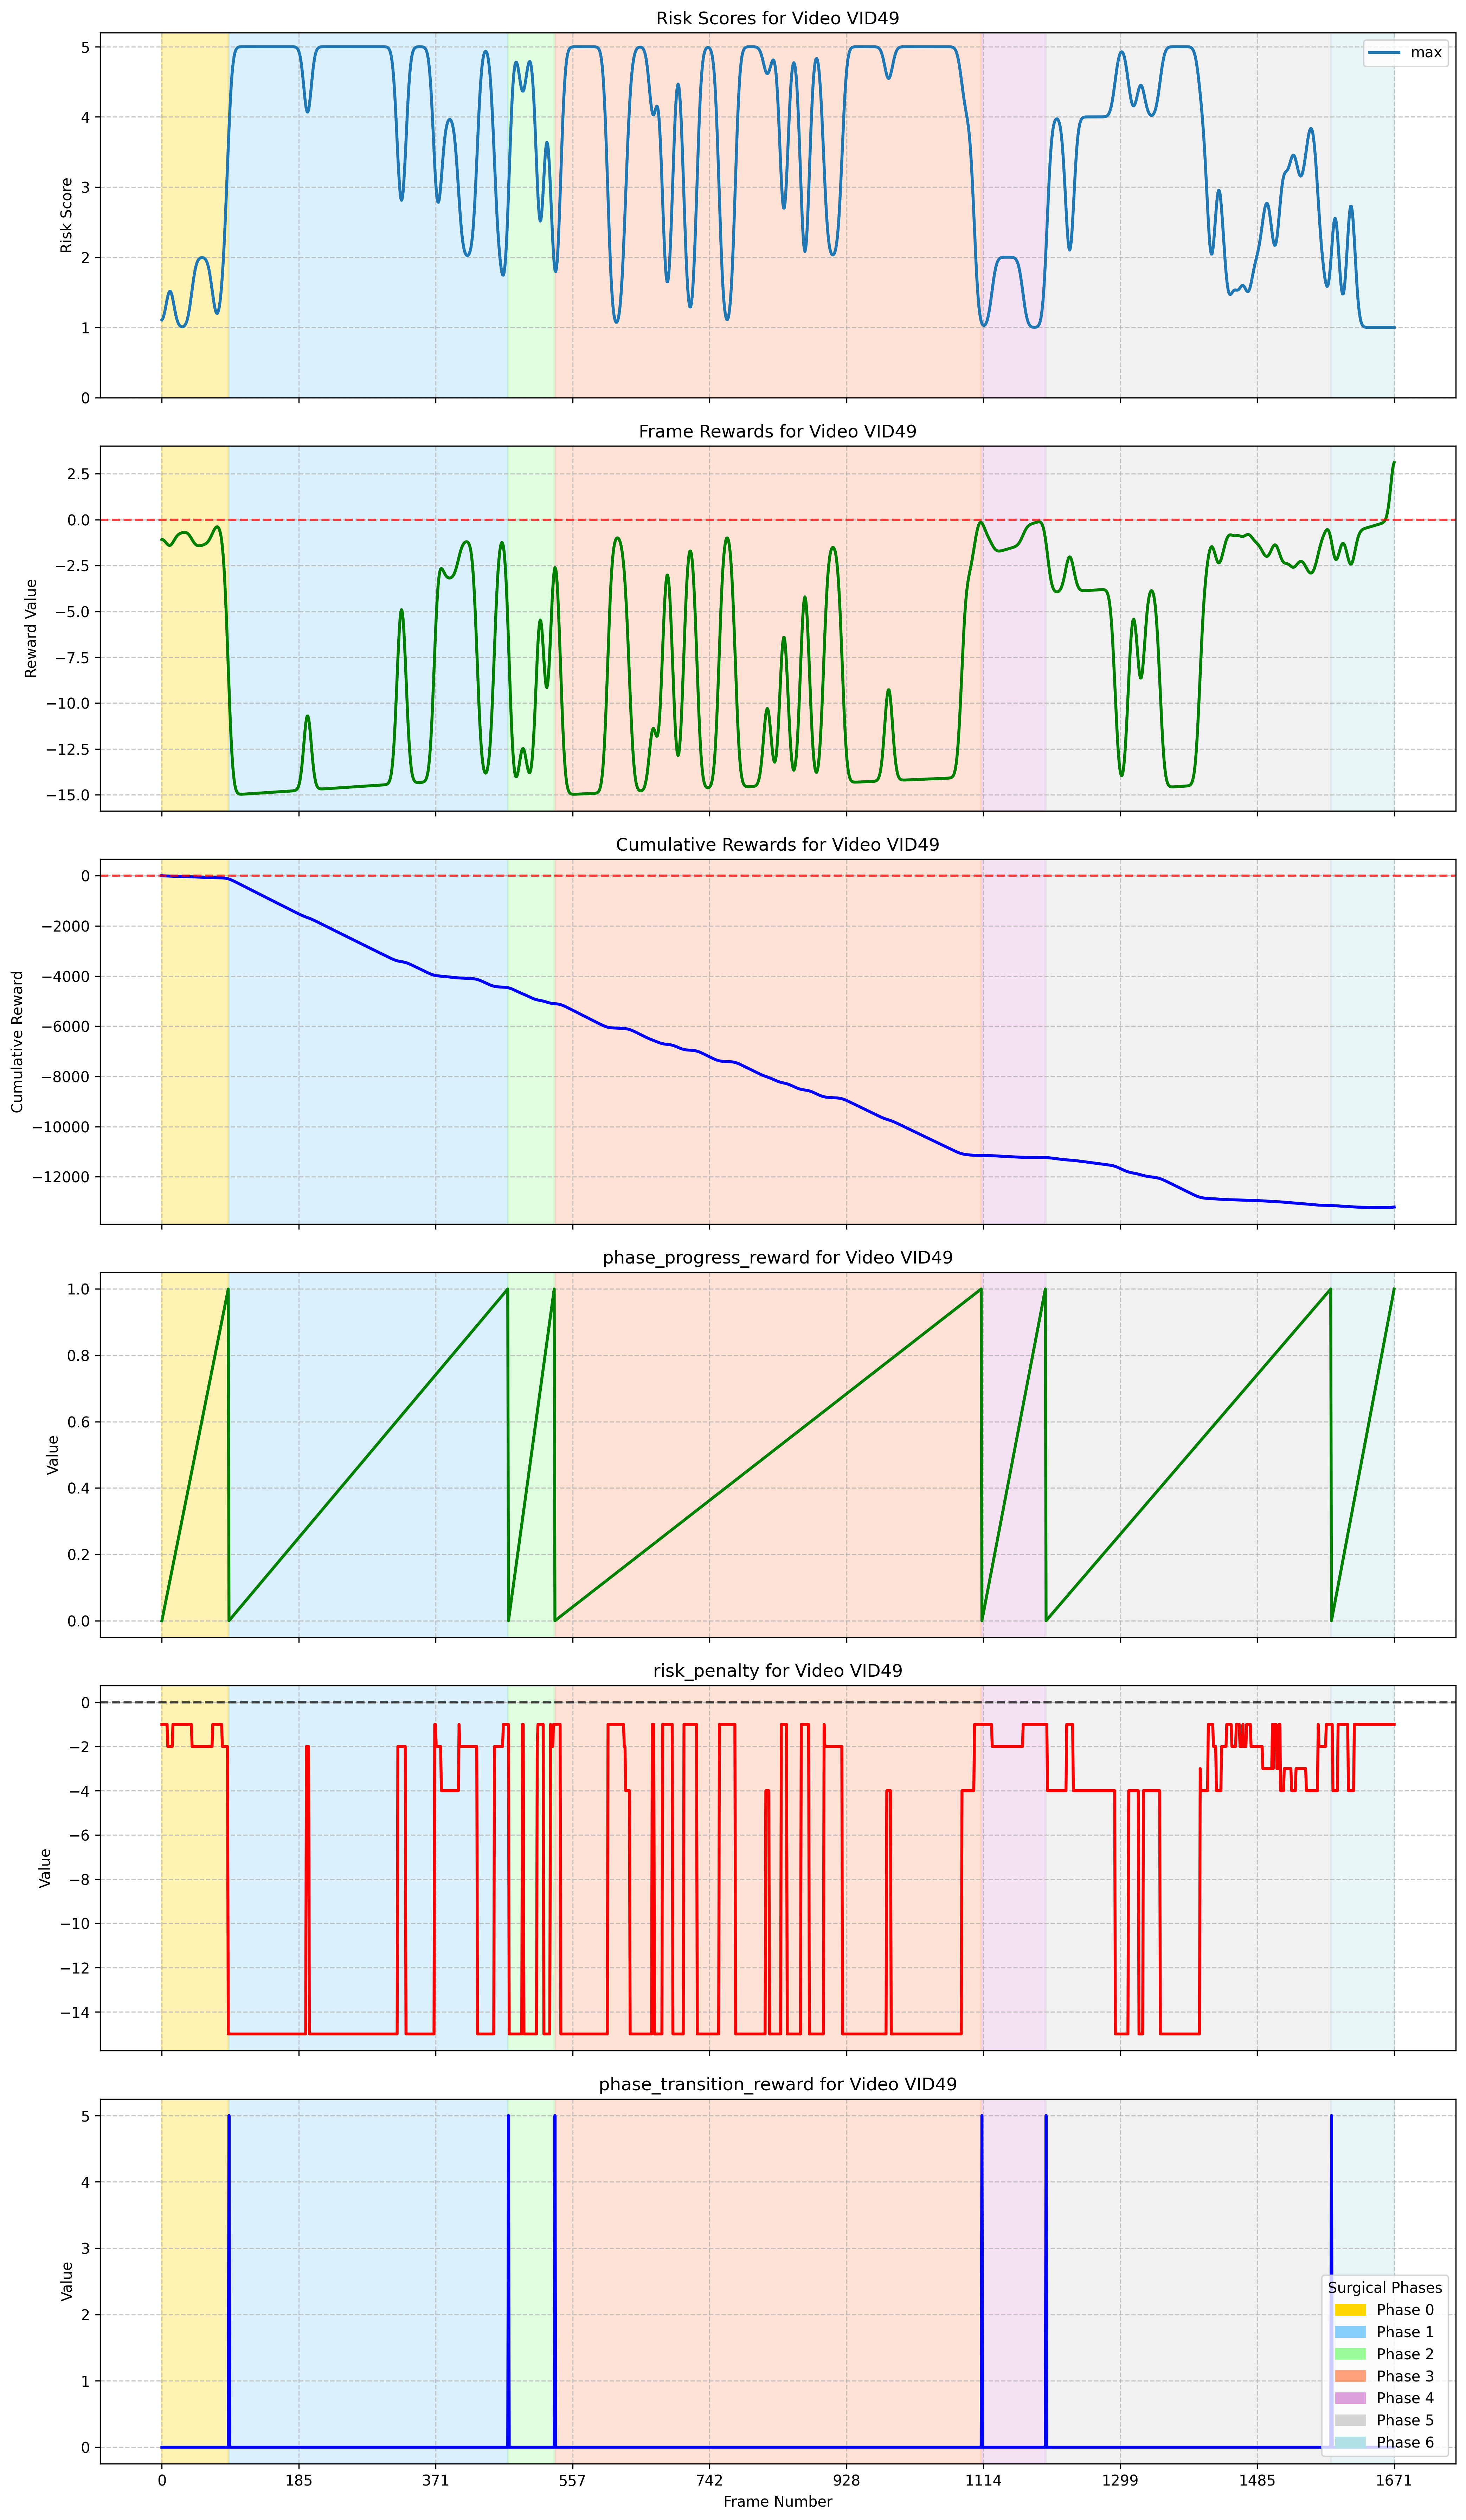 Risk Scores for Video VID49
max
Risk Score
5
4
3
2
1
0
Frame Rewards for Video VID49
Reward Value
2.5
0.0
−2.5
−5.0
−7.5
−10.0
−12.5
−15.0
Cumulative Rewards for Video VID49
Cumulative Reward
0
−2000
−4000
−6000
−8000
−10000
−12000
phase_progress_reward for Video VID49
Value
1.0
0.8
0.6
0.4
0.2
0.0
risk_penalty for Video VID49
Value
0
−2
−4
−6
−8
−10
−12
−14
phase_transition_reward for Video VID49
Value
5
4
3
2
1
0
Surgical Phases
Phase 0
Phase 1
Phase 2
Phase 3
Phase 4
Phase 5
Phase 6
0 185 371 557 742 928 1114 1299 1485 1671
Frame Number